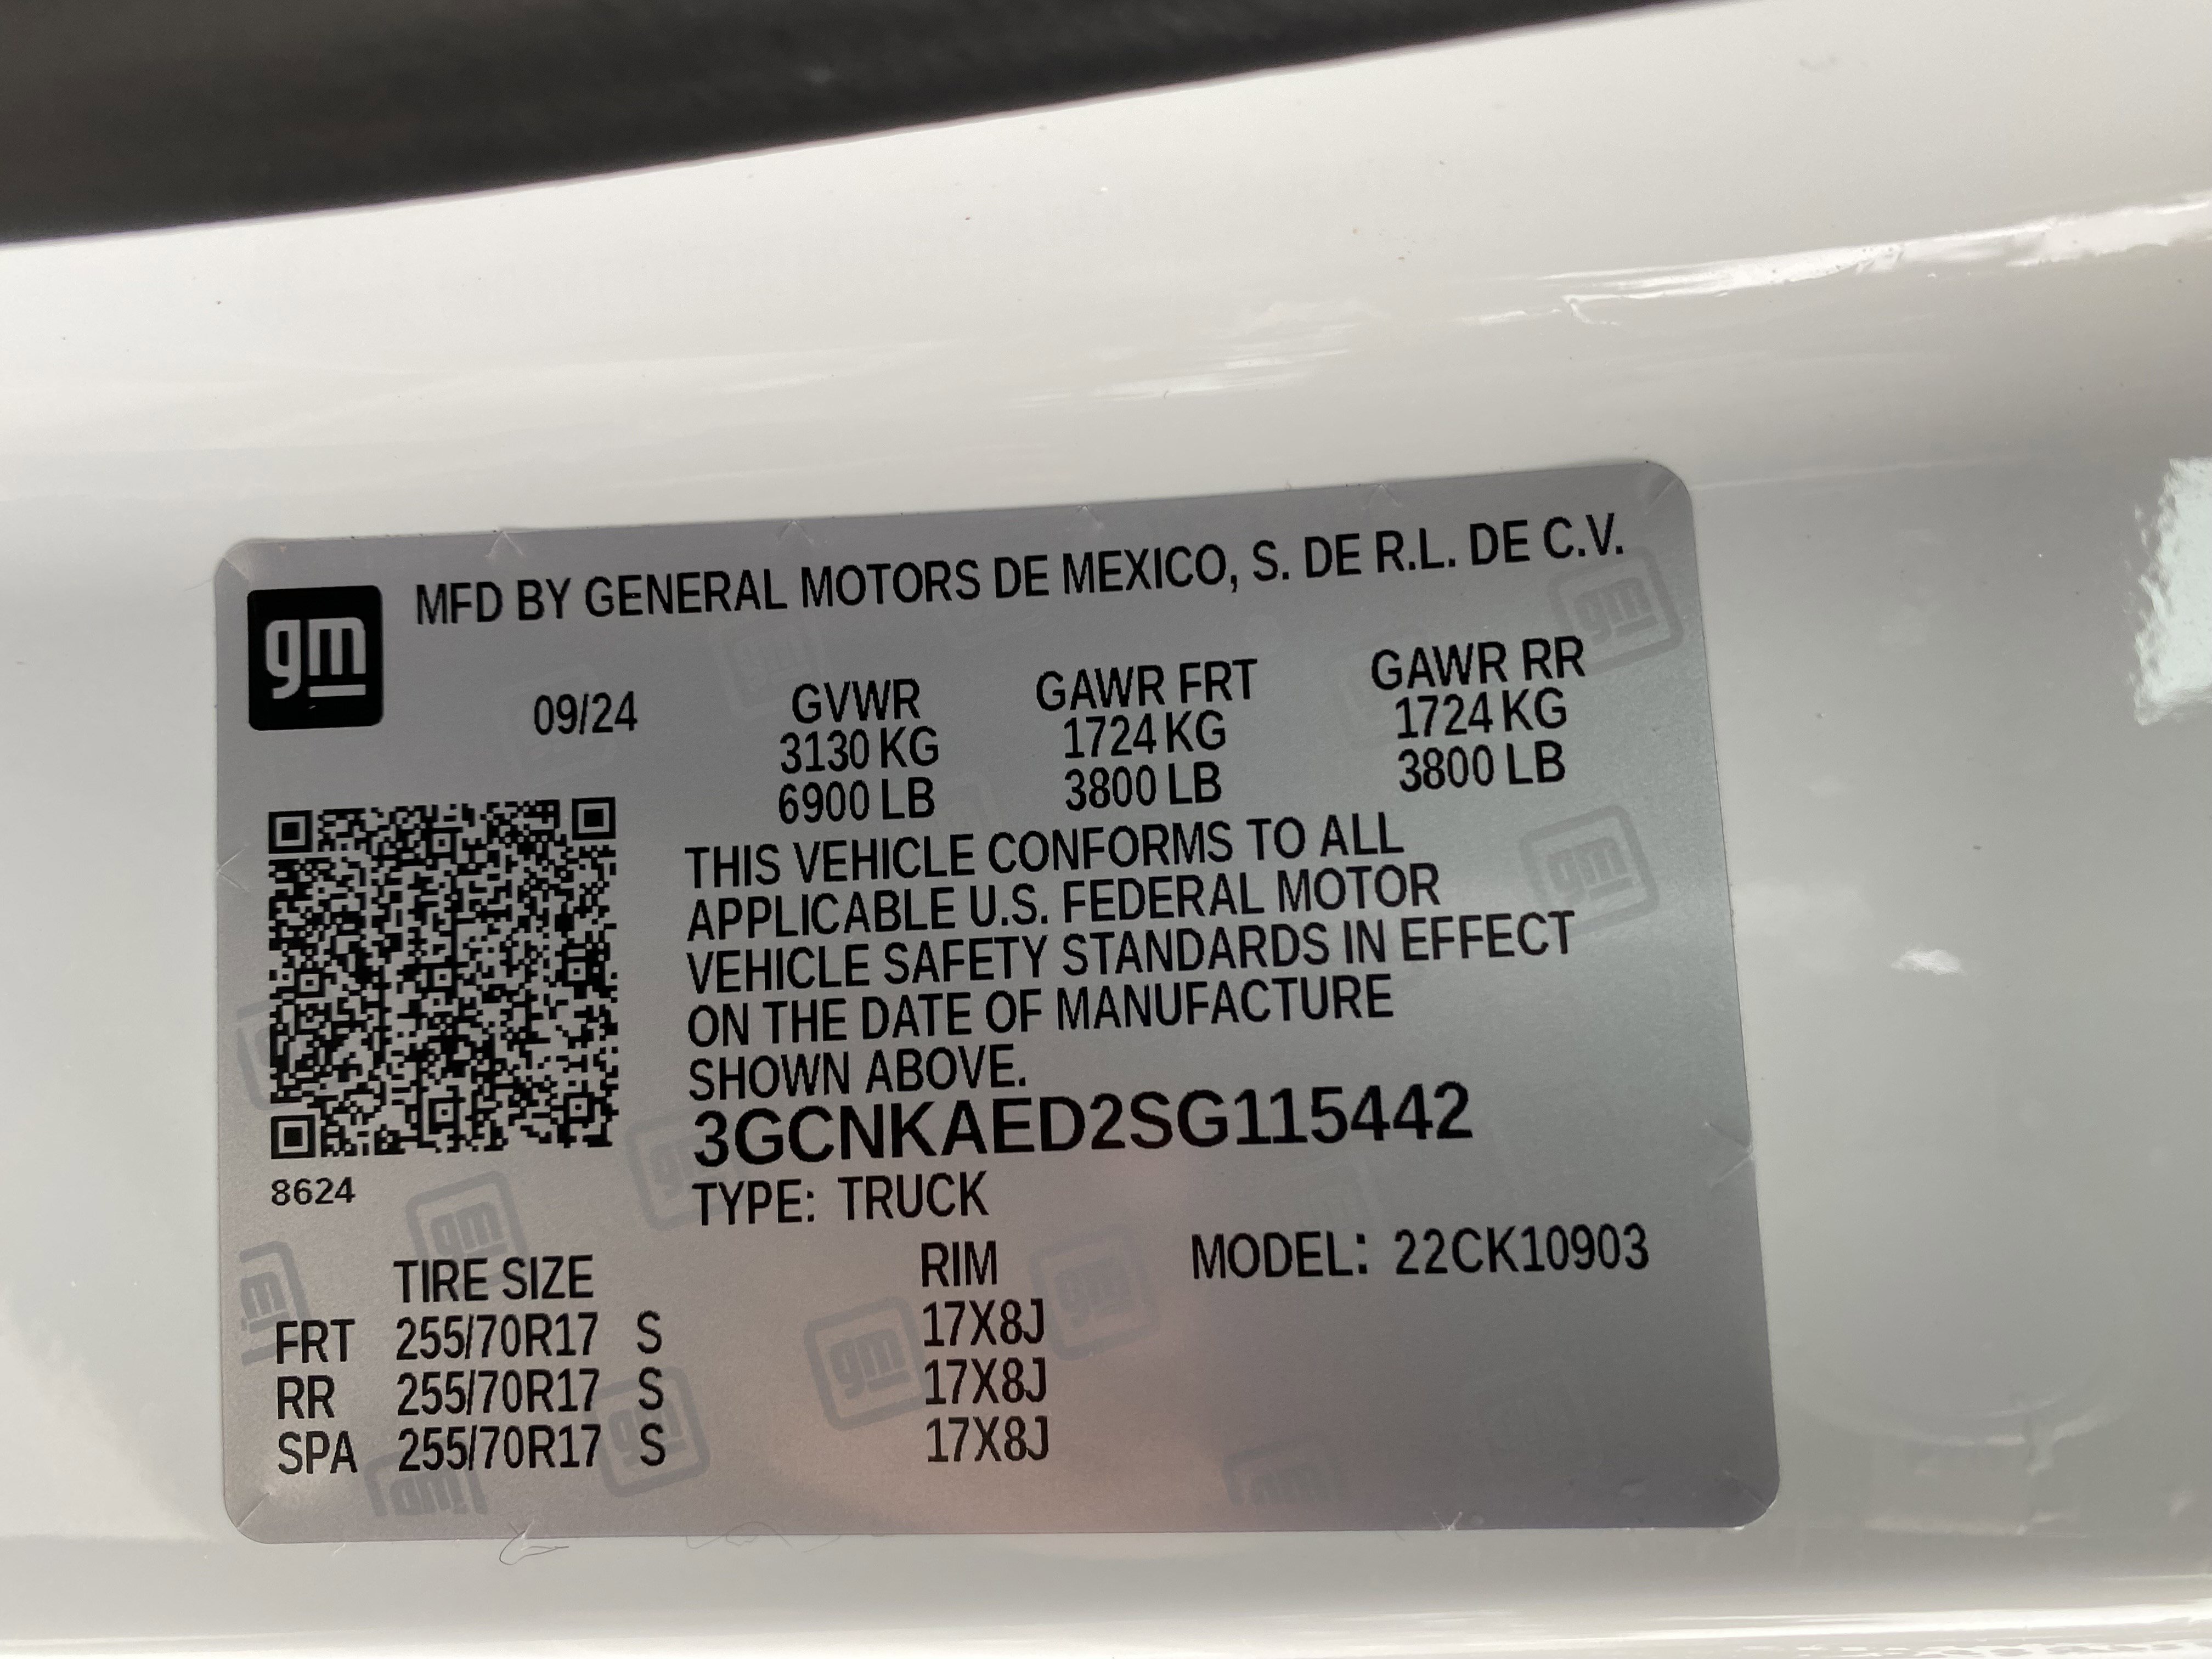 gm MFD BY GENERAL MOTORS DE MEXICO, S. DE R.L. DE C.V.
09/24 GVWR GAWR FRT GAWR RR
3130 KG 1724 KG 1724 KG
6900 LB 3800 LB 3800 LB
THIS VEHICLE CONFORMS TO ALL
APPLICABLE U.S. FEDERAL MOTOR
VEHICLE SAFETY STANDARDS IN EFFECT
ON THE DATE OF MANUFACTURE
SHOWN ABOVE.
3GCNKAED2SG115442
8624
TYPE: TRUCK
TIRE SIZE RIM MODEL: 22CK10903
FRT 255/70R17 S 17X8J
RR 255/70R17 S 17X8J
SPA 255/70R17 S 17X8J